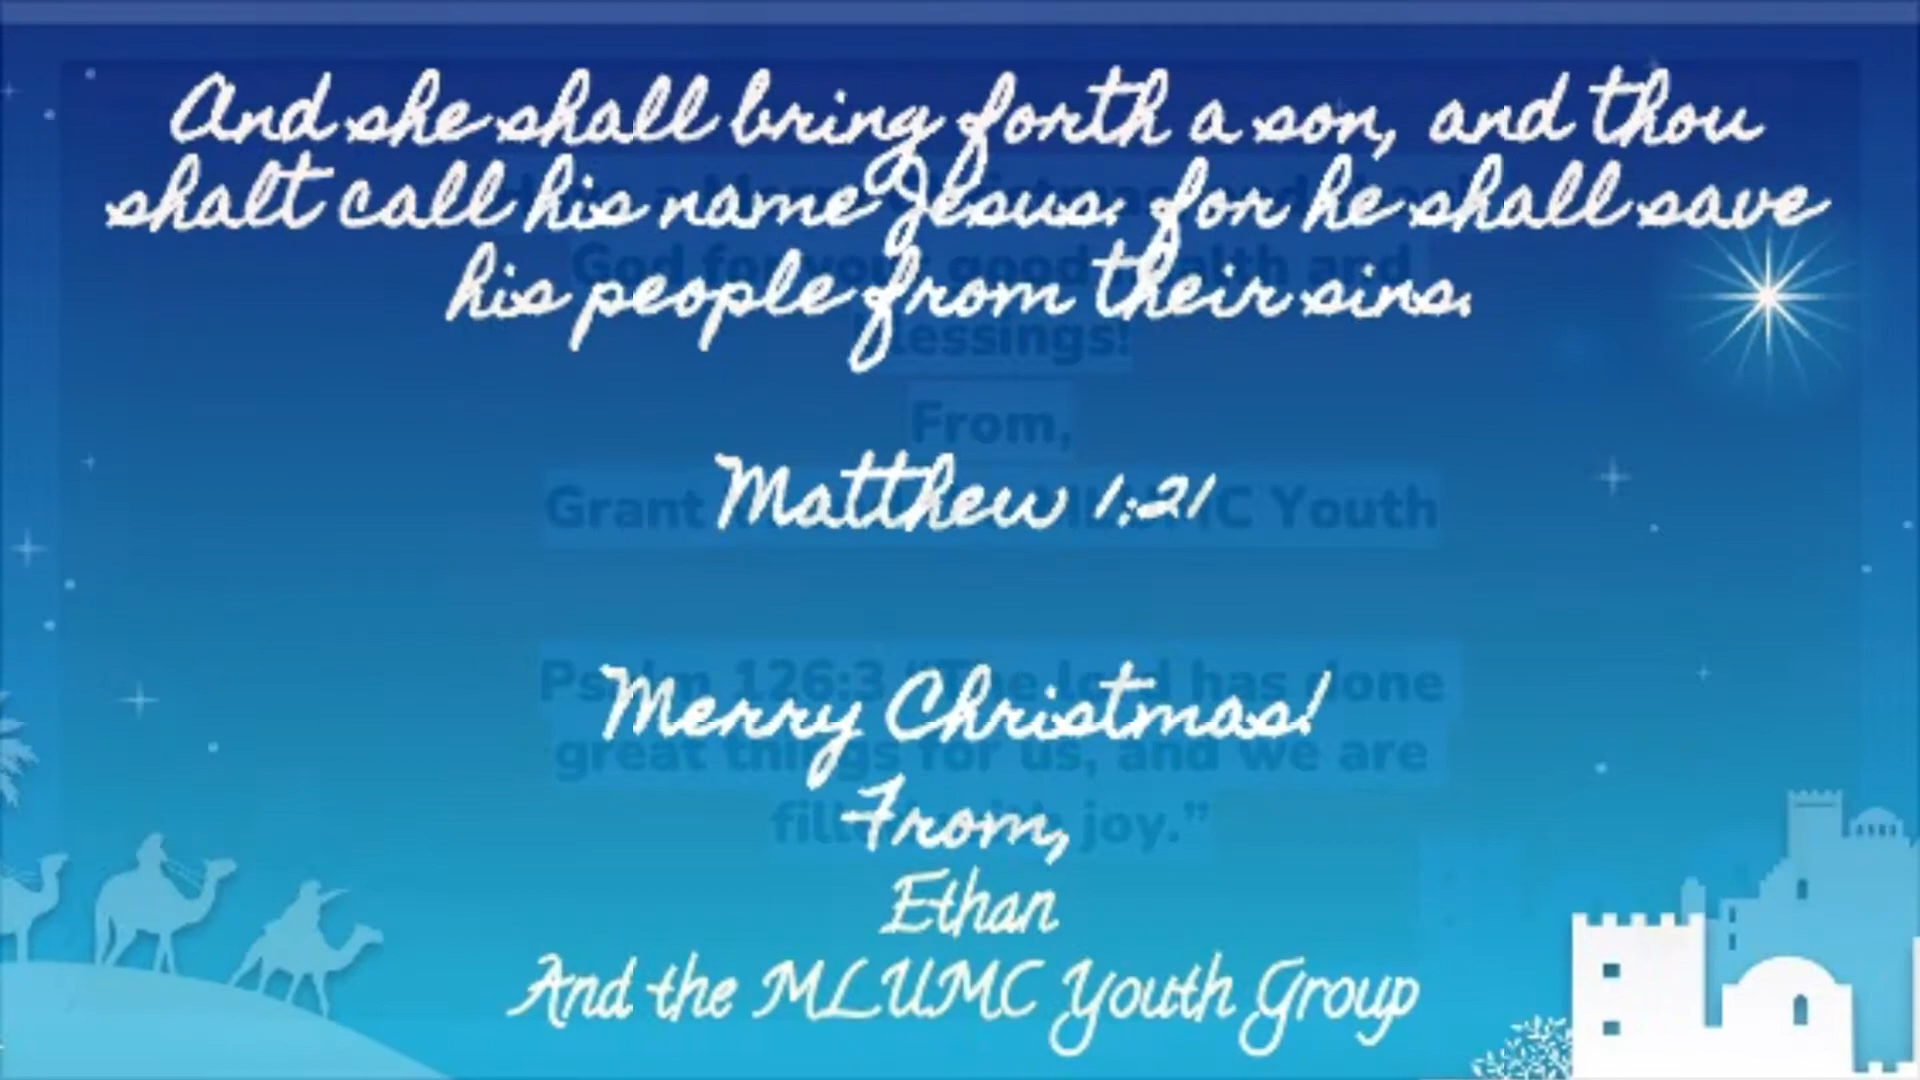 And she shall bring forth a son, and thou
shalt call his name Jesus: for he shall save
his people from their sins.
Matthew 1:21
Merry Christmas!
From,
Ethan
And the MLUMC Youth Group
God for your good health and
blessings!
From,
Grant MLUMC Youth
Psalm 126:3 “The lord has done
great things for us, and we are
filled with joy.”